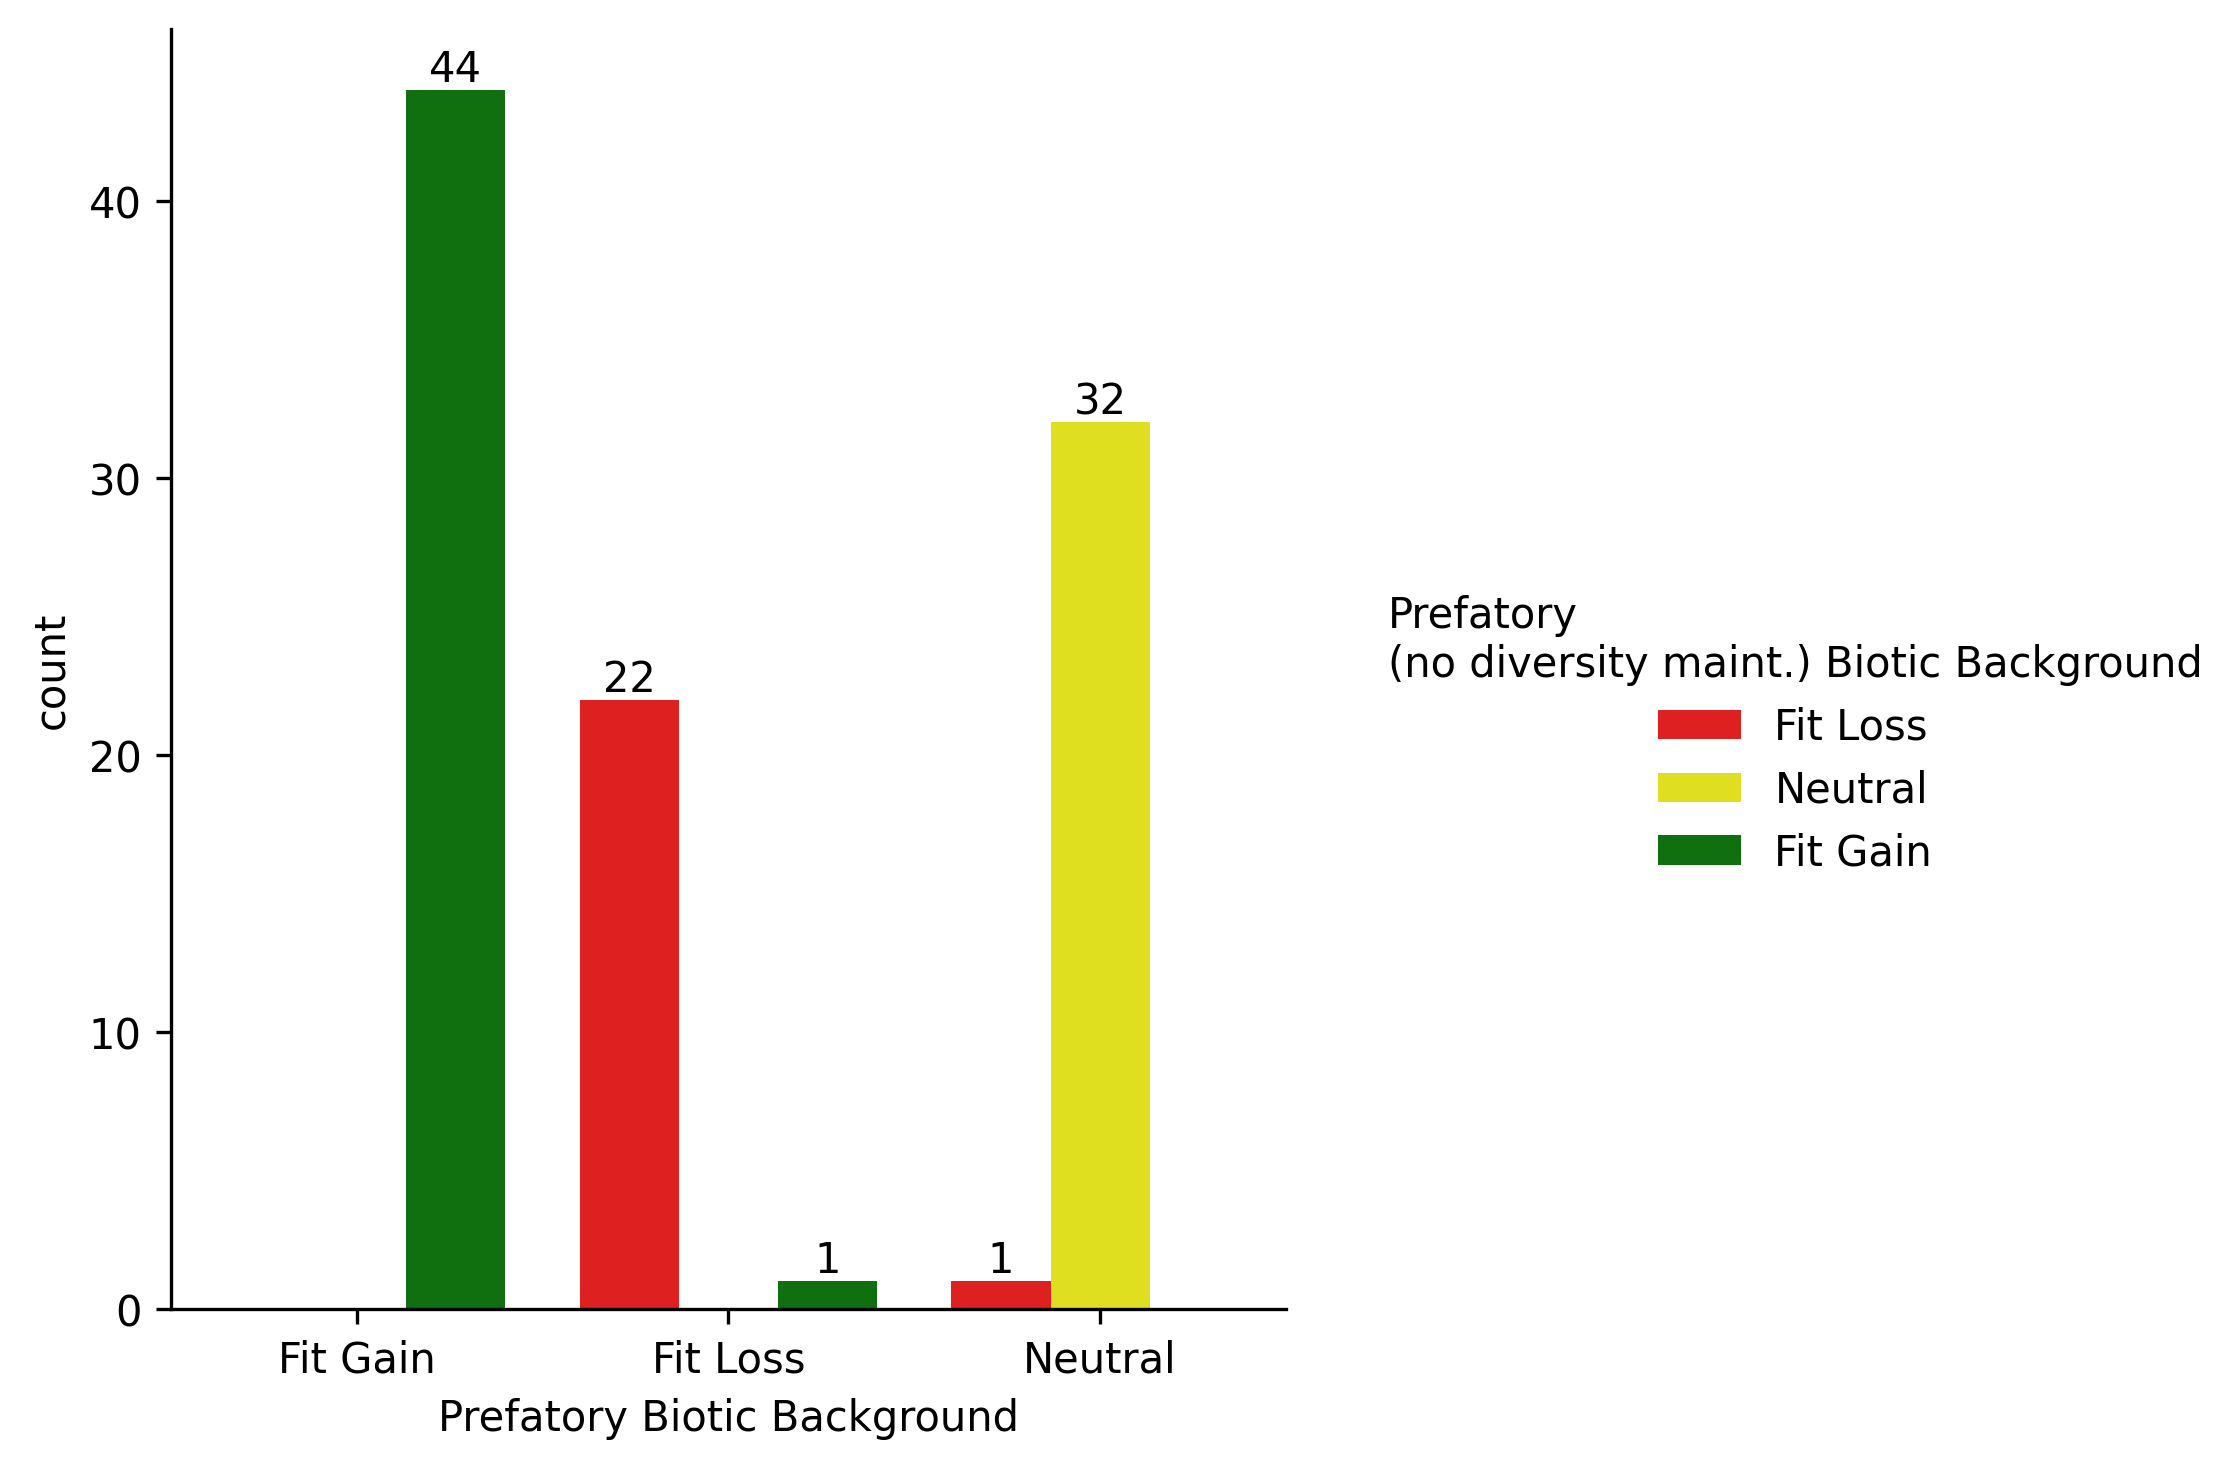 44
40
32
30
count
22
20
10
1
1
0
Fit Gain
Fit Loss
Neutral
Prefatory Biotic Background
Prefatory
(no diversity maint.) Biotic Background
Fit Loss
Neutral
Fit Gain